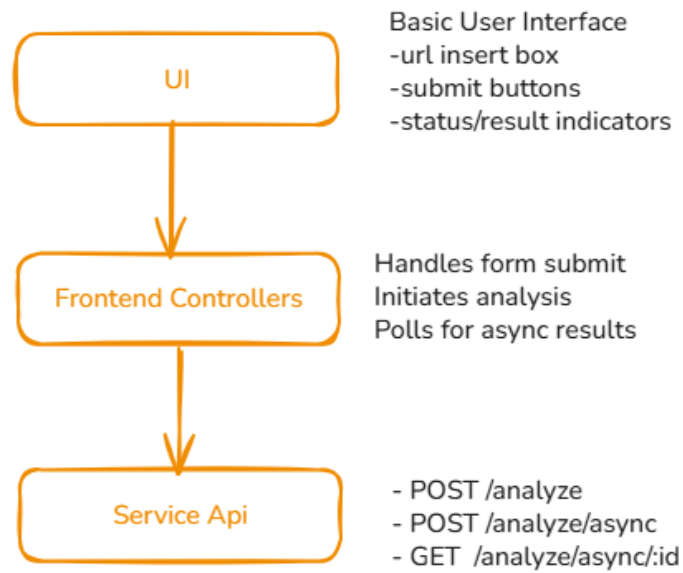 UI
Basic User Interface
-url insert box
-submit buttons
-status/result indicators
Frontend Controllers
Handles form submit
Initiates analysis
Polls for async results
Service Api
- POST /analyze
- POST /analyze/async
- GET  /analyze/async/:id